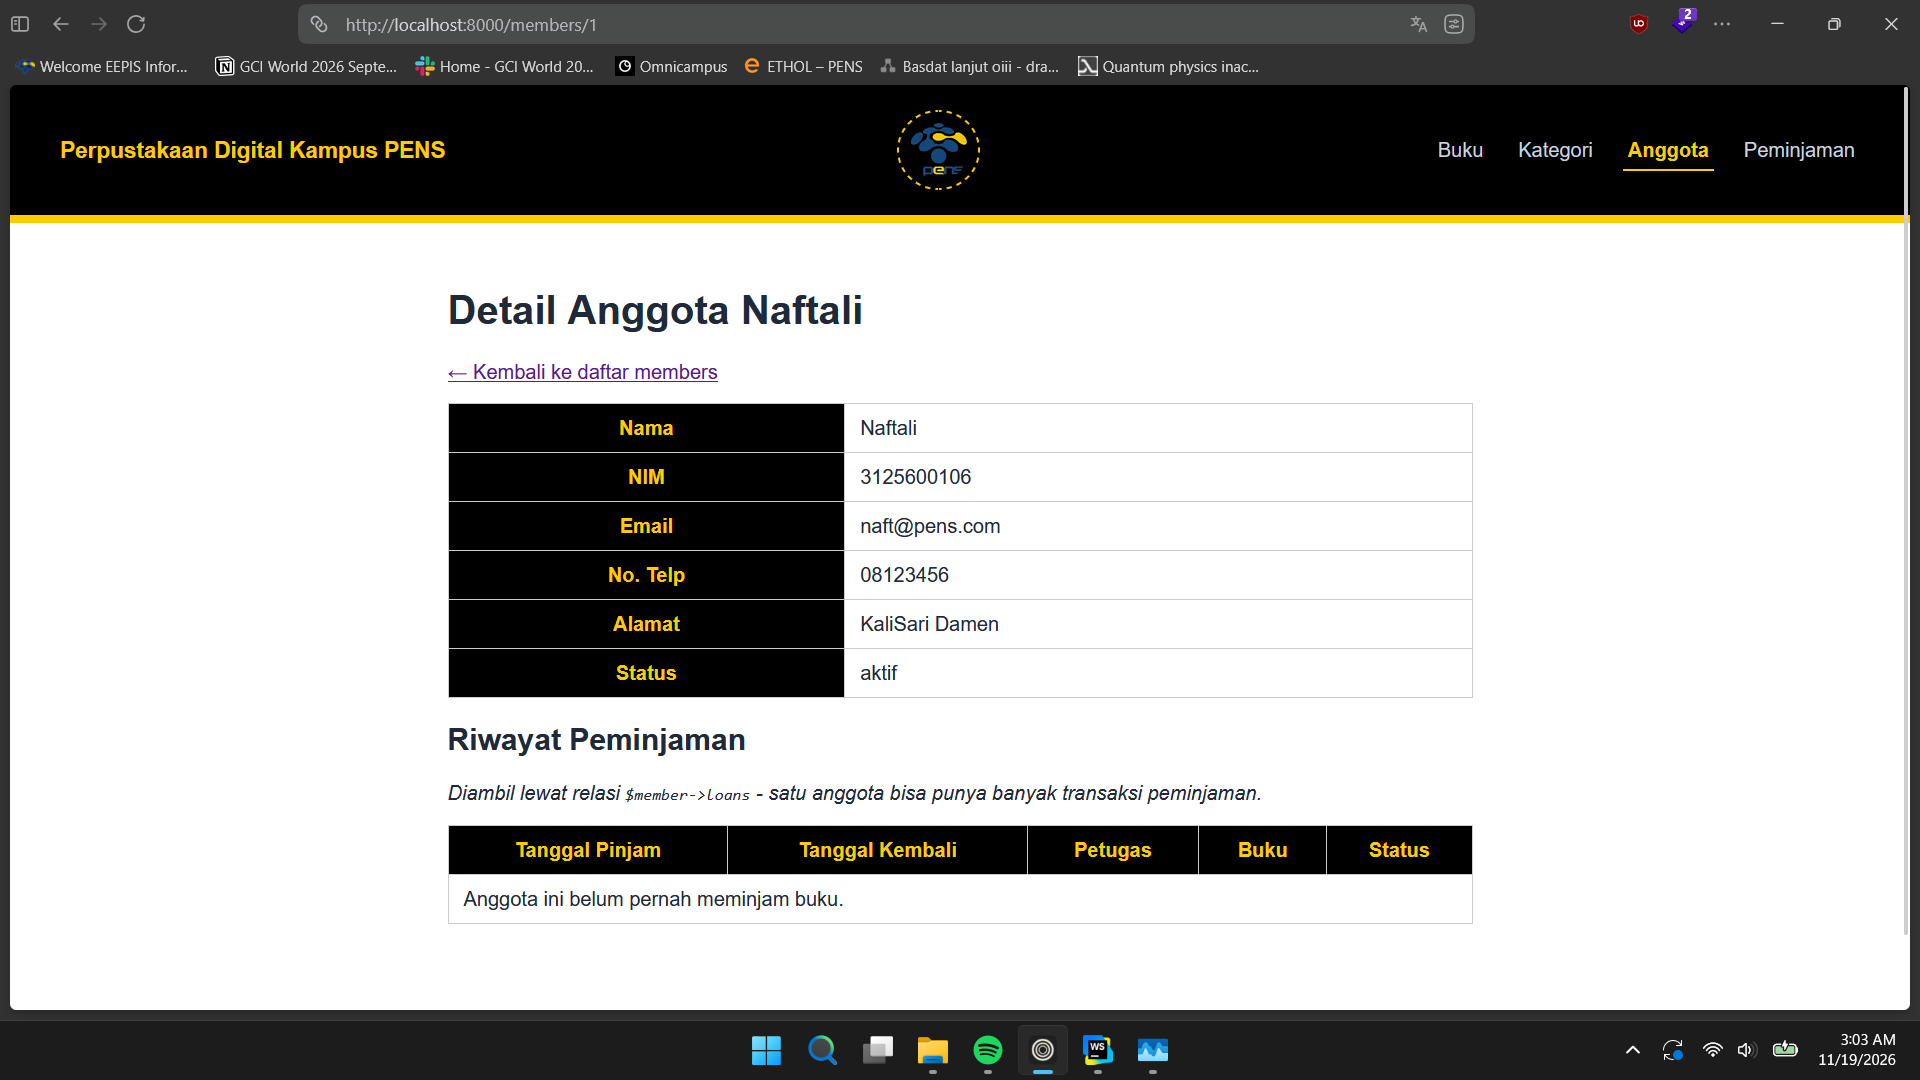 http://localhost:8000/members/1
2
Welcome EEPIS Infor...
GCI World 2026 Septe...
Home - GCI World 20...
Omnicampus
ETHOL – PENS
Basdat lanjut oiii - dra...
Quantum physics inac...
Perpustakaan Digital Kampus PENS
pens
Buku
Kategori
Anggota
Peminjaman
Detail Anggota Naftali
← Kembali ke daftar members
Nama Naftali
NIM 3125600106
Email naft@pens.com
No. Telp 08123456
Alamat KaliSari Damen
Status aktif
Riwayat Peminjaman
Diambil lewat relasi $member->loans - satu anggota bisa punya banyak transaksi peminjaman.
Tanggal Pinjam Tanggal Kembali Petugas Buku Status
Anggota ini belum pernah meminjam buku.
WS
3:03 AM
11/19/2026